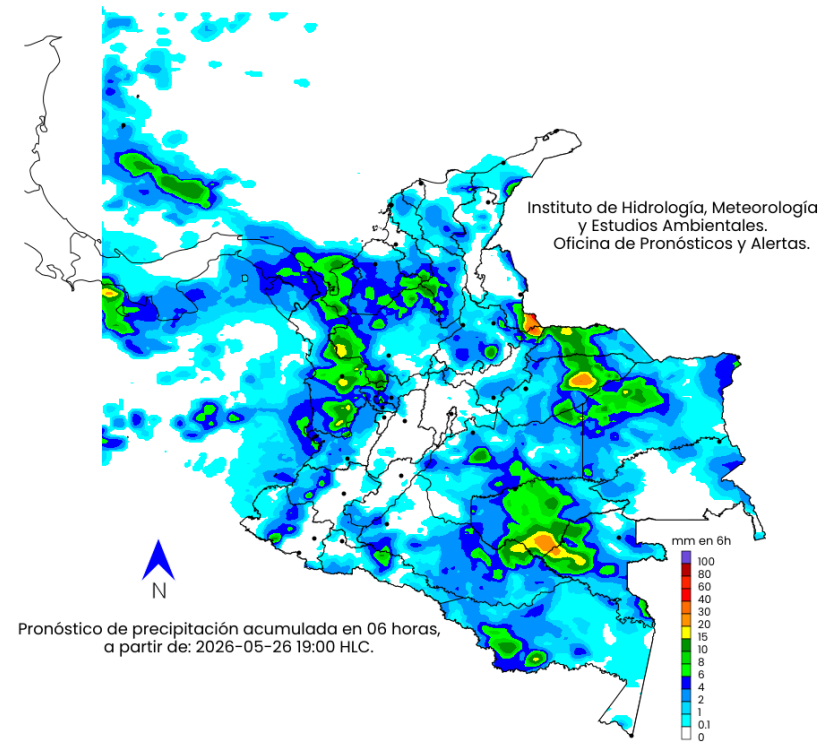 Instituto de Hidrología, Meteorología
y Estudios Ambientales.
Oficina de Pronósticos y Alertas.
mm en 6h
100
80
60
40
30
20
15
10
8
6
4
2
1
0.1
0
N
Pronóstico de precipitación acumulada en 06 horas,
a partir de: 2026-05-26 19:00 HLC.